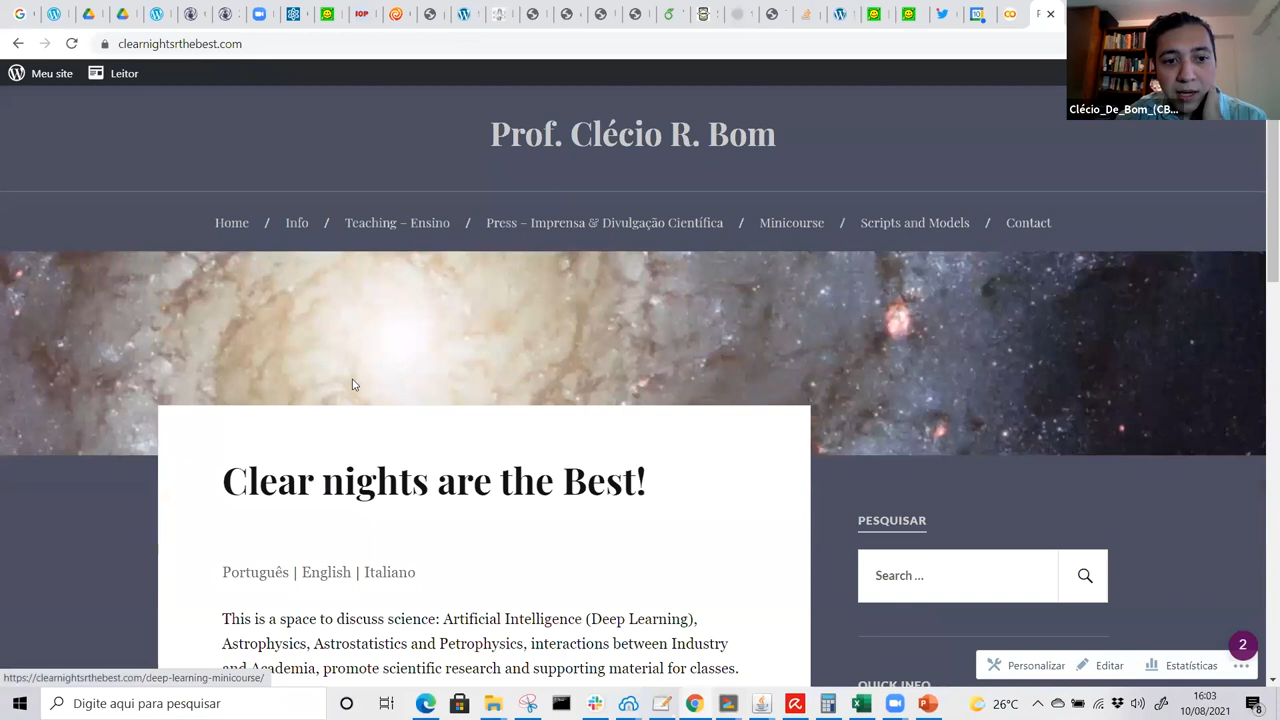 clearnightsrthebest.com
Meu site
Leitor
Clécio_De_Bom_(CB...
Prof. Clécio R. Bom
Home / Info / Teaching – Ensino / Press – Imprensa & Divulgação Científica / Minicourse / Scripts and Models / Contact
Clear nights are the Best!
Português | English | Italiano
This is a space to discuss science: Artificial Intelligence (Deep Learning),
Astrophysics, Astrostatistics and Petrophysics, interactions between Industry
and Academia, promote scientific research and supporting material for classes.
PESQUISAR
Search ...
2
Personalizar
Editar
Estatísticas
QUICK INFO
https://clearnightsrthebest.com/deep-learning-minicourse/
Digite aqui para pesquisar
26°C
16:03
10/08/2021
8